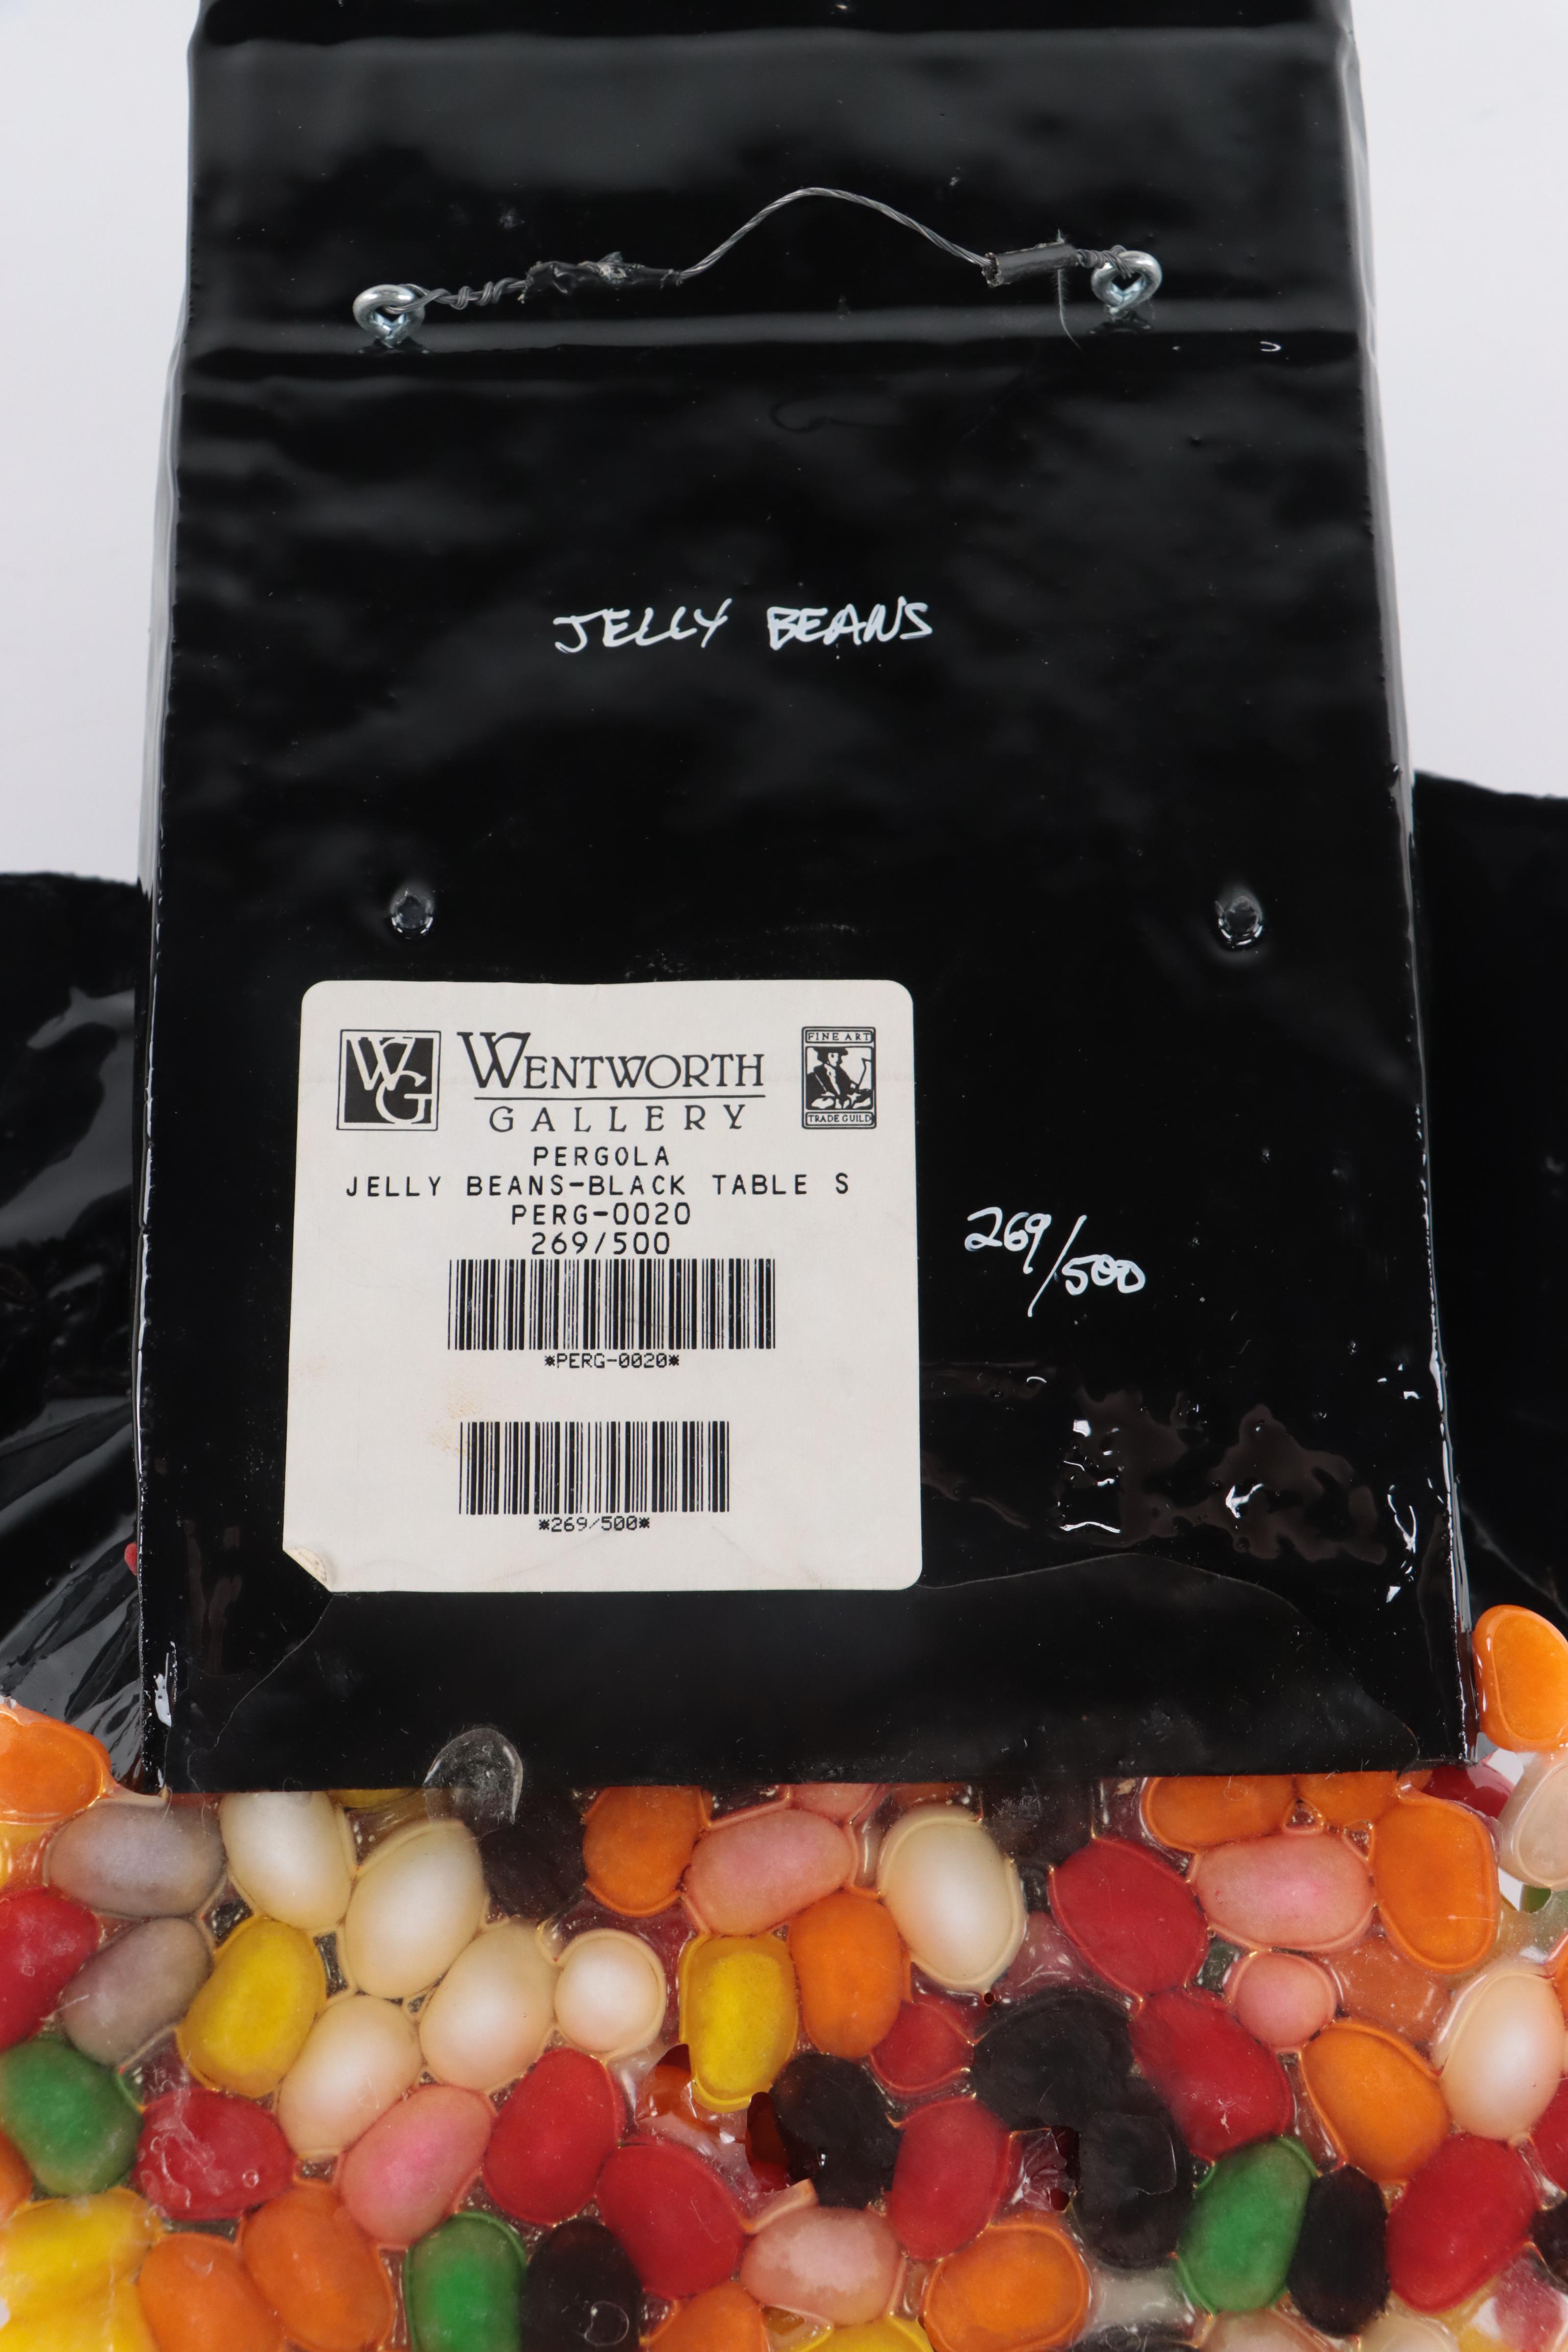 JELLY BEANS
WG
WENTWORTH
GALLERY
FINE ART
TRADE GUILD
PERGOLA
JELLY BEANS-BLACK TABLE S
PERG-0020
269/500
*PERG-0020*
*269/500*
269/500